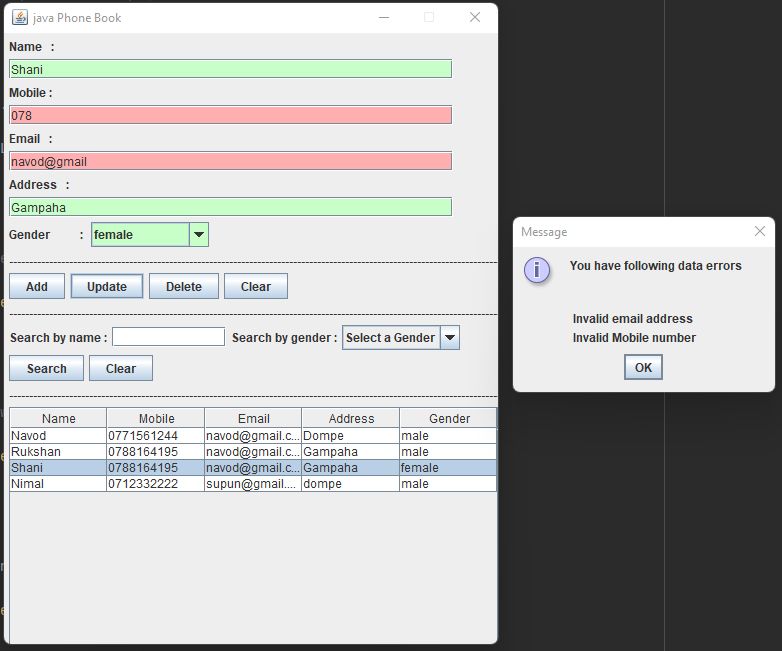 java Phone Book
Name :
Shani
Mobile :
078
Email :
navod@gmail
Address :
Gampaha
Gender : female
Add Update Delete Clear
Search by name : Search by gender : Select a Gender
Search Clear
Name Mobile Email Address Gender
Navod 0771561244 navod@gmail.c... Dompe male
Rukshan 0788164195 navod@gmail.c... Gampaha male
Shani 0788164195 navod@gmail.c... Gampaha female
Nimal 0712332222 supun@gmail.... dompe male
Message
You have following data errors
Invalid email address
Invalid Mobile number
OK